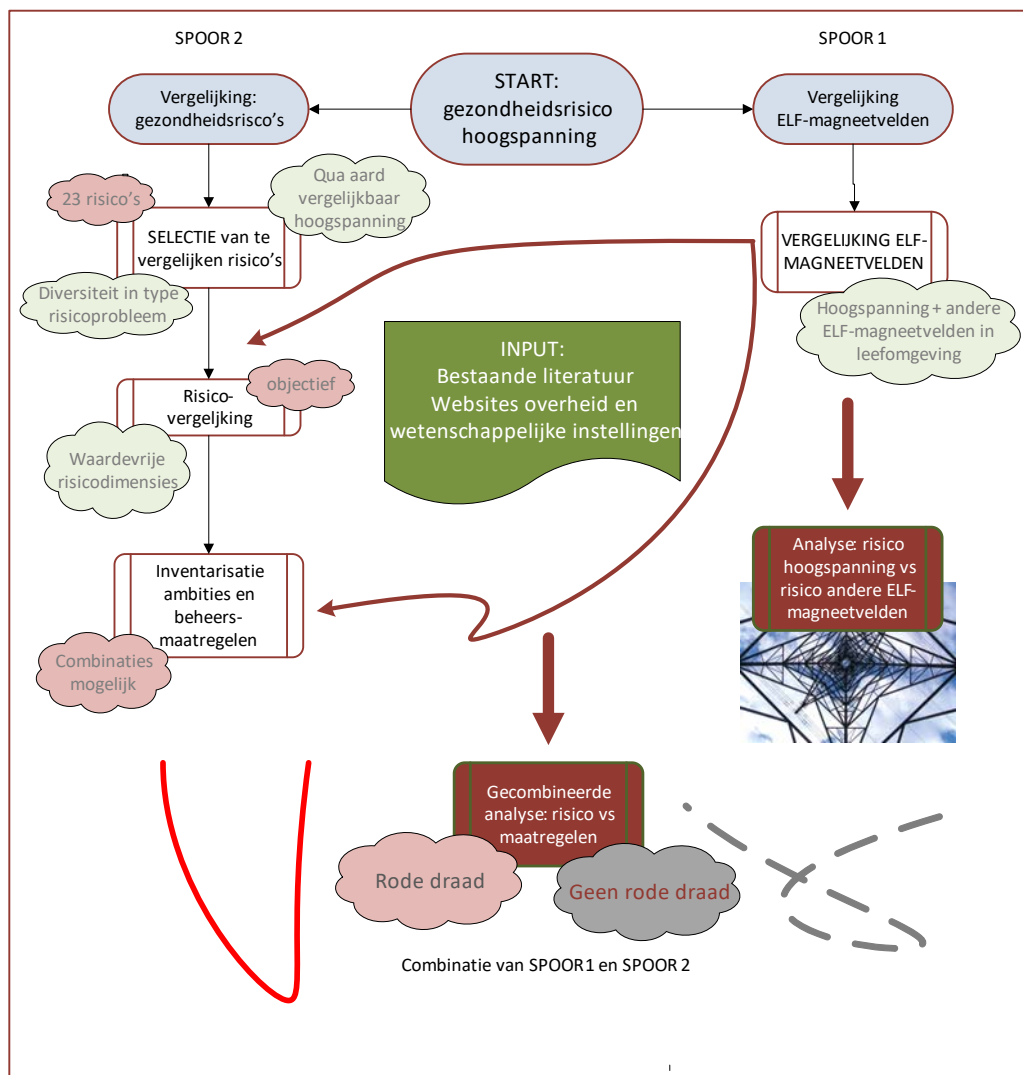 SPOOR 2
SPOOR 1
START:
gezondheidsrisico
hoogspanning
Vergelijking:
gezondheidsrisco's
Vergelijking
ELF-magneetvelden
23 risico's
Qua aard
vergelijkbaar
hoogspanning
SELECTIE van te
vergelijken risico's
Diversiteit in type
risicoprobleem
VERGELIJKING ELF-
MAGNEETVELDEN
Hoogspanning + andere
ELF-magneetvelden in
leefomgeving
INPUT:
Bestaande literatuur
Websites overheid en
wetenschappelijke instellingen
objectief
Risico-
vergeljking
Waardevrije
risicodimensies
Inventarisatie
ambities en
beheers-
maatregelen
Combinaties
mogelijk
Analyse: risico
hoogspanning vs
risico andere ELF-
magneetvelden
Gecombineerde
analyse: risico vs
maatregelen
Rode draad
Geen rode draad
Combinatie van SPOOR 1 en SPOOR 2